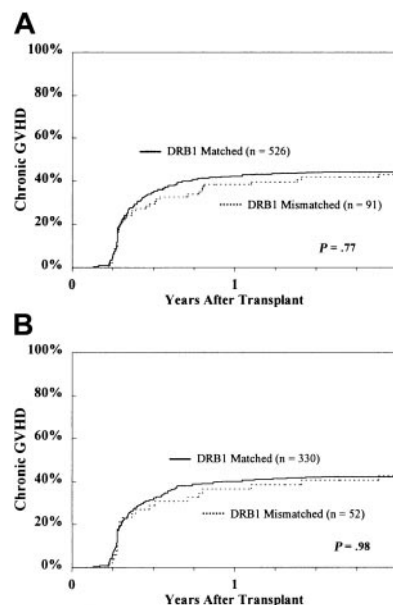 A
100%
80%
60%
40%
20%
0%
Chronic GVHD
DRB1 Matched (n = 526)
DRB1 Mismatched (n = 91)
P = .77
1
Years After Transplant
B
100%
80%
60%
40%
20%
0%
Chronic GVHD
DRB1 Matched (n = 330)
DRB1 Mismatched (n = 52)
P = .98
1
Years After Transplant